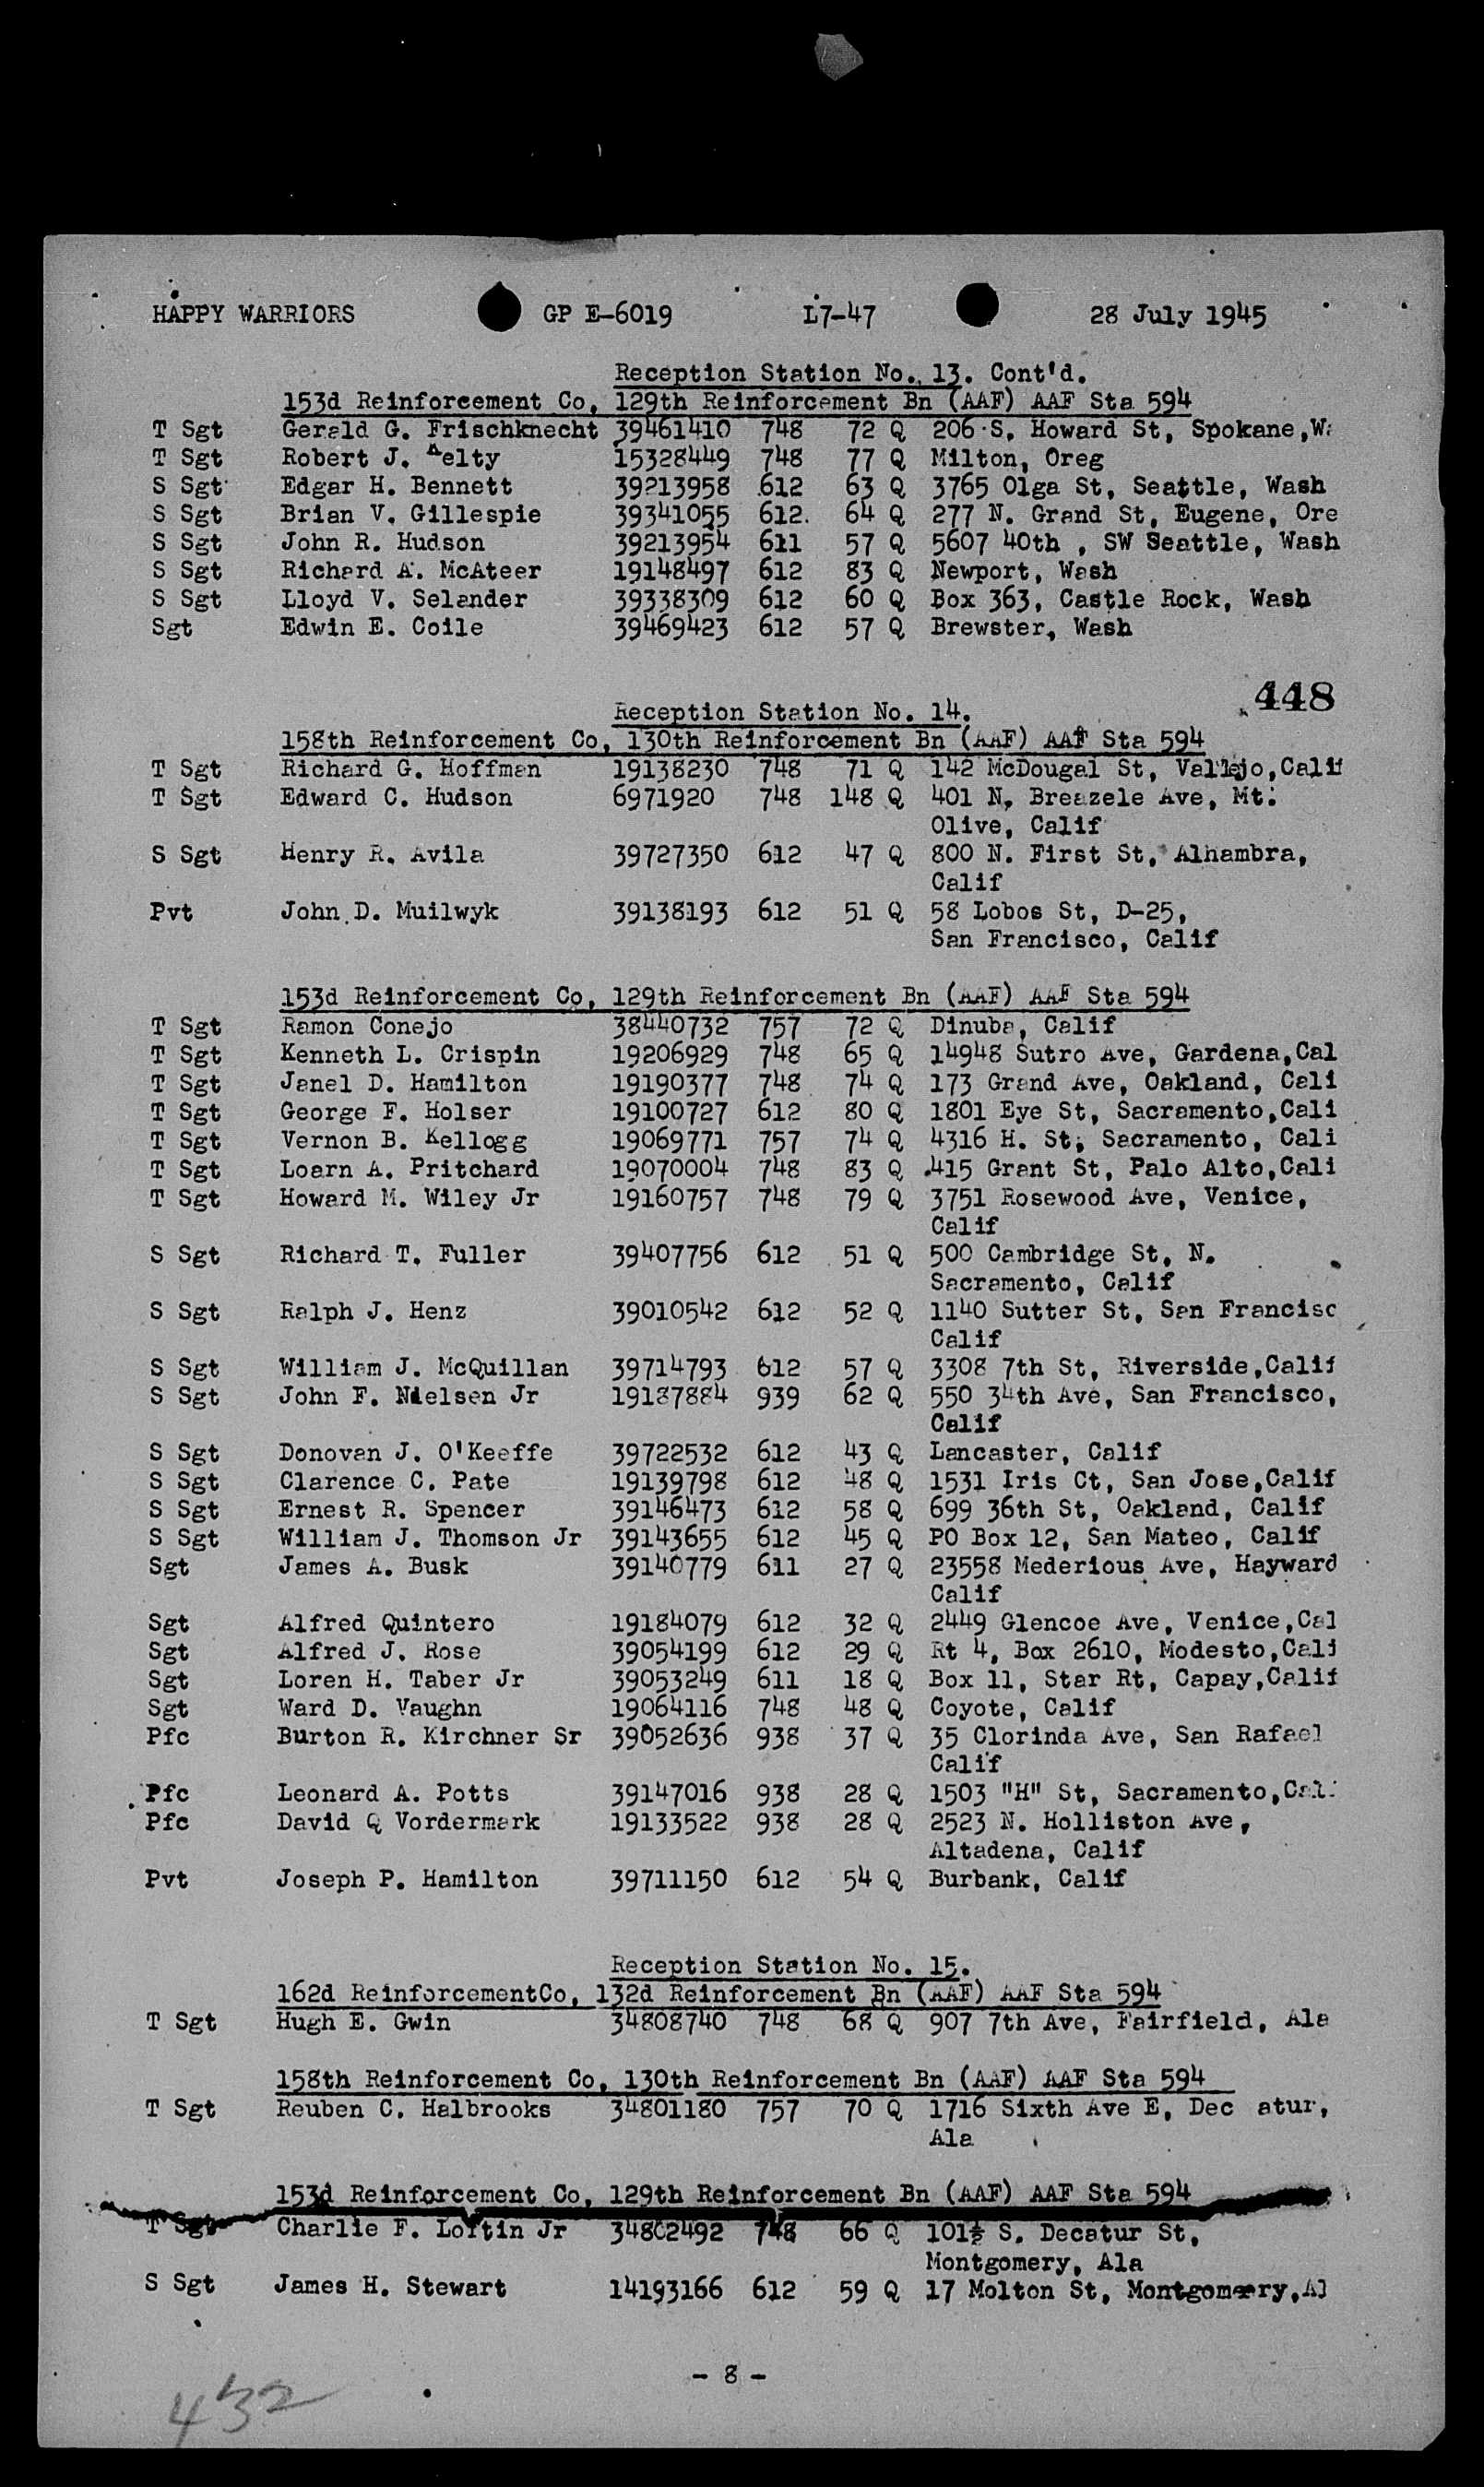 HAPPY WARRIORS GP E-6019 L7-47 28 July 1945
Reception Station No. 13. Cont'd.
153d Reinforcement Co, 129th Reinforcement Bn (AAF) AAF Sta 594
T Sgt Gerald G. Frischknecht 39461410 748 72 Q 206 S. Howard St, Spokane,Wa
T Sgt Robert J. Kelty 15328449 748 77 Q Milton, Oreg
S Sgt Edgar H. Bennett 39213958 612 63 Q 3765 Olga St, Seattle, Wash
S Sgt Brian V. Gillespie 39341055 612. 64 Q 277 N. Grand St, Eugene, Ore
S Sgt John R. Hudson 39213954 611 57 Q 5607 40th , SW Seattle, Wash
S Sgt Richard A. McAteer 19148497 612 83 Q Newport, Wash
S Sgt Lloyd V. Selander 39338309 612 60 Q Box 363, Castle Rock, Wash
Sgt Edwin E. Coile 39469423 612 57 Q Brewster, Wash
448
Reception Station No. 14.
158th Reinforcement Co, 130th Reinforcement Bn (AAF) AAF Sta 594
T Sgt Richard G. Hoffman 19138230 748 71 Q 142 McDougal St, Vallejo,Calif
T Sgt Edward C. Hudson 6971920 748 148 Q 401 N. Breazele Ave, Mt.
Olive, Calif
S Sgt Henry R. Avila 39727350 612 47 Q 800 N. First St, Alhambra,
Calif
Pvt John D. Muilwyk 39138193 612 51 Q 58 Lobos St, D-25,
San Francisco, Calif
153d Reinforcement Co, 129th Reinforcement Bn (AAF) AAF Sta 594
T Sgt Ramon Conejo 38440732 757 72 Q Dinuba, Calif
T Sgt Kenneth L. Crispin 19206929 748 65 Q 14948 Sutro Ave, Gardena,Cal
T Sgt Janel D. Hamilton 19190377 748 74 Q 173 Grand Ave, Oakland, Cali
T Sgt George F. Holser 19100727 612 80 Q 1801 Eye St, Sacramento,Cali
T Sgt Vernon B. Kellogg 19069771 757 74 Q 4316 H. St, Sacramento, Cali
T Sgt Loarn A. Pritchard 19070004 748 83 Q 415 Grant St, Palo Alto,Cali
T Sgt Howard M. Wiley Jr 19160757 748 79 Q 3751 Rosewood Ave, Venice,
Calif
S Sgt Richard T. Fuller 39407756 612 51 Q 500 Cambridge St, N.
Sacramento, Calif
S Sgt Ralph J. Henz 39010542 612 52 Q 1140 Sutter St, San Francisc
Calif
S Sgt William J. McQuillan 39714793 612 57 Q 3308 7th St, Riverside,Calif
S Sgt John F. Nielsen Jr 19187884 939 62 Q 550 34th Ave, San Francisco,
Calif
S Sgt Donovan J. O'Keeffe 39722532 612 43 Q Lancaster, Calif
S Sgt Clarence C. Pate 19139798 612 48 Q 1531 Iris Ct, San Jose,Calif
S Sgt Ernest R. Spencer 39146473 612 58 Q 699 36th St, Oakland, Calif
S Sgt William J. Thomson Jr 39143655 612 45 Q PO Box 12, San Mateo, Calif
Sgt James A. Busk 39140779 611 27 Q 23558 Mederious Ave, Hayward
Calif
Sgt Alfred Quintero 19184079 612 32 Q 2449 Glencoe Ave, Venice,Cal
Sgt Alfred J. Rose 39054199 612 29 Q Rt 4, Box 2610, Modesto,Cali
Sgt Loren H. Taber Jr 39053249 611 18 Q Box 11, Star Rt, Capay,Calif
Sgt Ward D. Vaughn 19064116 748 48 Q Coyote, Calif
Pfc Burton R. Kirchner Sr 39052636 938 37 Q 35 Clorinda Ave, San Rafael
Calif
Pfc Leonard A. Potts 39147016 938 28 Q 1503 "H" St, Sacramento,Cali
Pfc David Q Vordermark 19133522 938 28 Q 2523 N. Holliston Ave,
Altadena, Calif
Pvt Joseph P. Hamilton 39711150 612 54 Q Burbank, Calif
Reception Station No. 15.
162d ReinforcementCo, 132d Reinforcement Bn (AAF) AAF Sta 594
T Sgt Hugh E. Gwin 34808740 748 68 Q 907 7th Ave, Fairfield, Ala
158th Reinforcement Co, 130th Reinforcement Bn (AAF) AAF Sta 594
T Sgt Reuben C. Halbrooks 34801180 757 70 Q 1716 Sixth Ave E, Dec atur,
Ala
153d Reinforcement Co, 129th Reinforcement Bn (AAF) AAF Sta 594
T Sgt Charlie F. Loftin Jr 34802492 748 66 Q 101½ S. Decatur St,
Montgomery, Ala
S Sgt James H. Stewart 14193166 612 59 Q 17 Molton St, Montgomery,Al
- 8 -
432